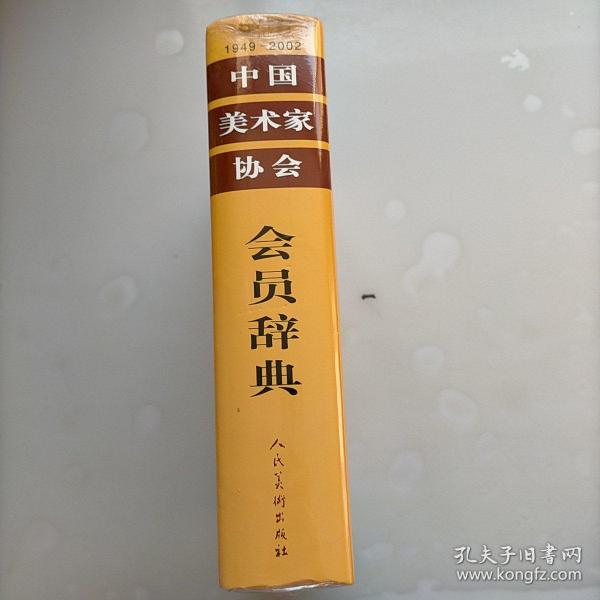 1949-2002
中国
美术家
协会
会员辞典
人民美術出版社
孔夫子旧书网
www.kongfz.com